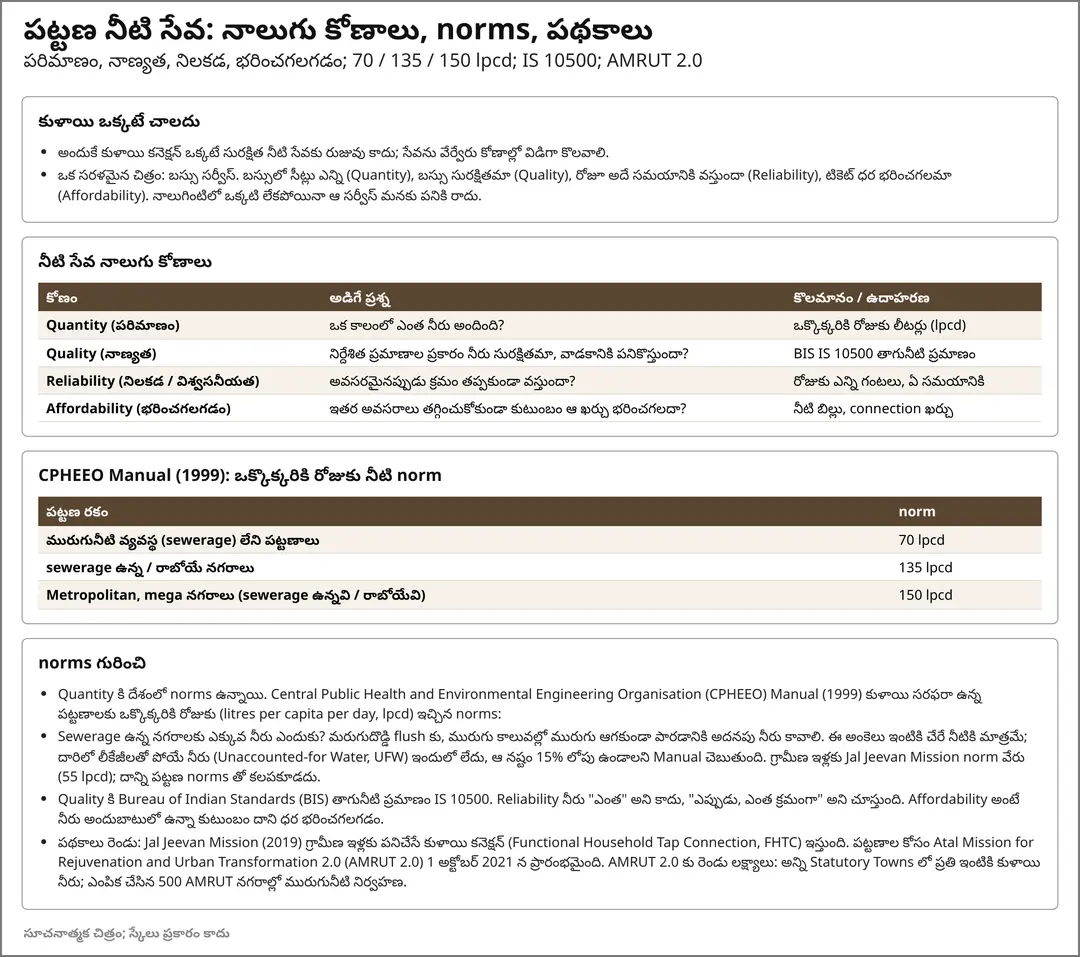 పట్టణ నీటి సేవ: నాలుగు కోణాలు, norms, పథకాలు
పరిమాణం, నాణ్యత, నిలకడ, భరించగలగడం; 70 / 135 / 150 lpcd; IS 10500; AMRUT 2.0
కుళాయి ఒక్కటే చాలదు
• అందుకే కుళాయి కనెక్షన్ ఒక్కటే సురక్షిత నీటి సేవకు రుజువు కాదు; సేవను వేర్వేరు కోణాల్లో విడిగా కొలవాలి.
• ఒక సరళమైన చిత్రం: బస్సు సర్వీస్. బస్సులో సీట్లు ఎన్ని (Quantity), బస్సు సురక్షితమా (Quality), రోజూ అదే సమయానికి వస్తుందా (Reliability), టికెట్ ధర భరించగలమా
(Affordability). నాలుగింటిలో ఒక్కటి లేకపోయినా ఆ సర్వీస్ మనకు పనికి రాదు.
నీటి సేవ నాలుగు కోణాలు
కోణం అడిగే ప్రశ్న కొలమానం / ఉదాహరణ
Quantity (పరిమాణం) ఒక కాలంలో ఎంత నీరు అందింది? ఒక్కొక్కరికి రోజుకు లీటర్లు (lpcd)
Quality (నాణ్యత) నిర్దేశిత ప్రమాణాల ప్రకారం నీరు సురక్షితమా, వాడకానికి పనికొస్తుందా? BIS IS 10500 తాగునీటి ప్రమాణం
Reliability (నిలకడ / విశ్వసనీయత) అవసరమైనప్పుడు క్రమం తప్పకుండా వస్తుందా? రోజుకు ఎన్ని గంటలు, ఏ సమయానికి
Affordability (భరించగలగడం) ఇతర అవసరాలు తగ్గించుకోకుండా కుటుంబం ఆ ఖర్చు భరించగలదా? నీటి బిల్లు, connection ఖర్చు
CPHEEO Manual (1999): ఒక్కొక్కరికి రోజుకు నీటి norm
పట్టణ రకం norm
మురుగునీటి వ్యవస్థ (sewerage) లేని పట్టణాలు 70 lpcd
sewerage ఉన్న / రాబోయే నగరాలు 135 lpcd
Metropolitan, mega నగరాలు (sewerage ఉన్నవి / రాబోయేవి) 150 lpcd
norms గురించి
• Quantity కి దేశంలో norms ఉన్నాయి. Central Public Health and Environmental Engineering Organisation (CPHEEO) Manual (1999) కుళాయి సరఫరా ఉన్న
పట్టణాలకు ఒక్కొక్కరికి రోజుకు (litres per capita per day, lpcd) ఇచ్చిన norms:
• Sewerage ఉన్న నగరాలకు ఎక్కువ నీరు ఎందుకు? మరుగుదొడ్డి flush కు, మురుగు కాలువల్లో మురుగు ఆగకుండా పారడానికి అదనపు నీరు కావాలి. ఈ అంకెలు ఇంటికి చేరే నీటికి మాత్రమే;
దారిలో లీకేజీలతో పోయే నీరు (Unaccounted-for Water, UFW) ఇందులో లేదు, ఆ నష్టం 15% లోపు ఉండాలని Manual చెబుతుంది. గ్రామీణ ఇళ్లకు Jal Jeevan Mission norm వేరు
(55 lpcd); దాన్ని పట్టణ norms తో కలపకూడదు.
• Quality కి Bureau of Indian Standards (BIS) తాగునీటి ప్రమాణం IS 10500. Reliability నీరు "ఎంత" అని కాదు, "ఎప్పుడు, ఎంత క్రమంగా" అని చూస్తుంది. Affordability అంటే
నీరు అందుబాటులో ఉన్నా కుటుంబం దాని ధర భరించగలగడం.
• పథకాలు రెండు: Jal Jeevan Mission (2019) గ్రామీణ ఇళ్లకు పనిచేసే కుళాయి కనెక్షన్ (Functional Household Tap Connection, FHTC) ఇస్తుంది. పట్టణాల కోసం Atal Mission for
Rejuvenation and Urban Transformation 2.0 (AMRUT 2.0) 1 అక్టోబర్ 2021 న ప్రారంభమైంది. AMRUT 2.0 కు రెండు లక్ష్యాలు: అన్ని Statutory Towns లో ప్రతి ఇంటికి కుళాయి
నీరు; ఎంపిక చేసిన 500 AMRUT నగరాల్లో మురుగునీటి నిర్వహణ.
సూచనాత్మక చిత్రం; స్కేలు ప్రకారం కాదు